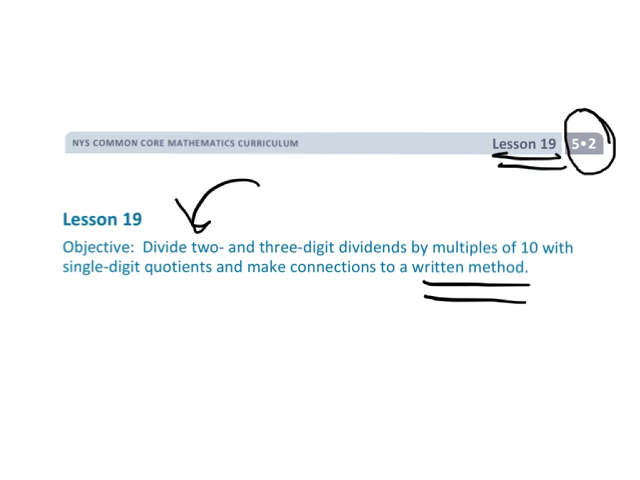 NYS COMMON CORE MATHEMATICS CURRICULUM Lesson 19 5•2
Lesson 19
Objective: Divide two- and three-digit dividends by multiples of 10 with
single-digit quotients and make connections to a written method.